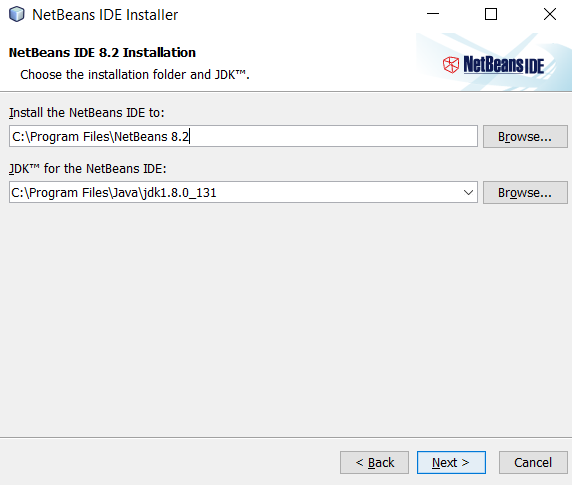 NetBeans IDE Installer
NetBeans IDE 8.2 Installation
Choose the installation folder and JDK™.
NetBeans IDE
Install the NetBeans IDE to:
C:\Program Files\NetBeans 8.2
Browse...
JDK™ for the NetBeans IDE:
C:\Program Files\Java\jdk1.8.0_131
Browse...
< Back
Next >
Cancel